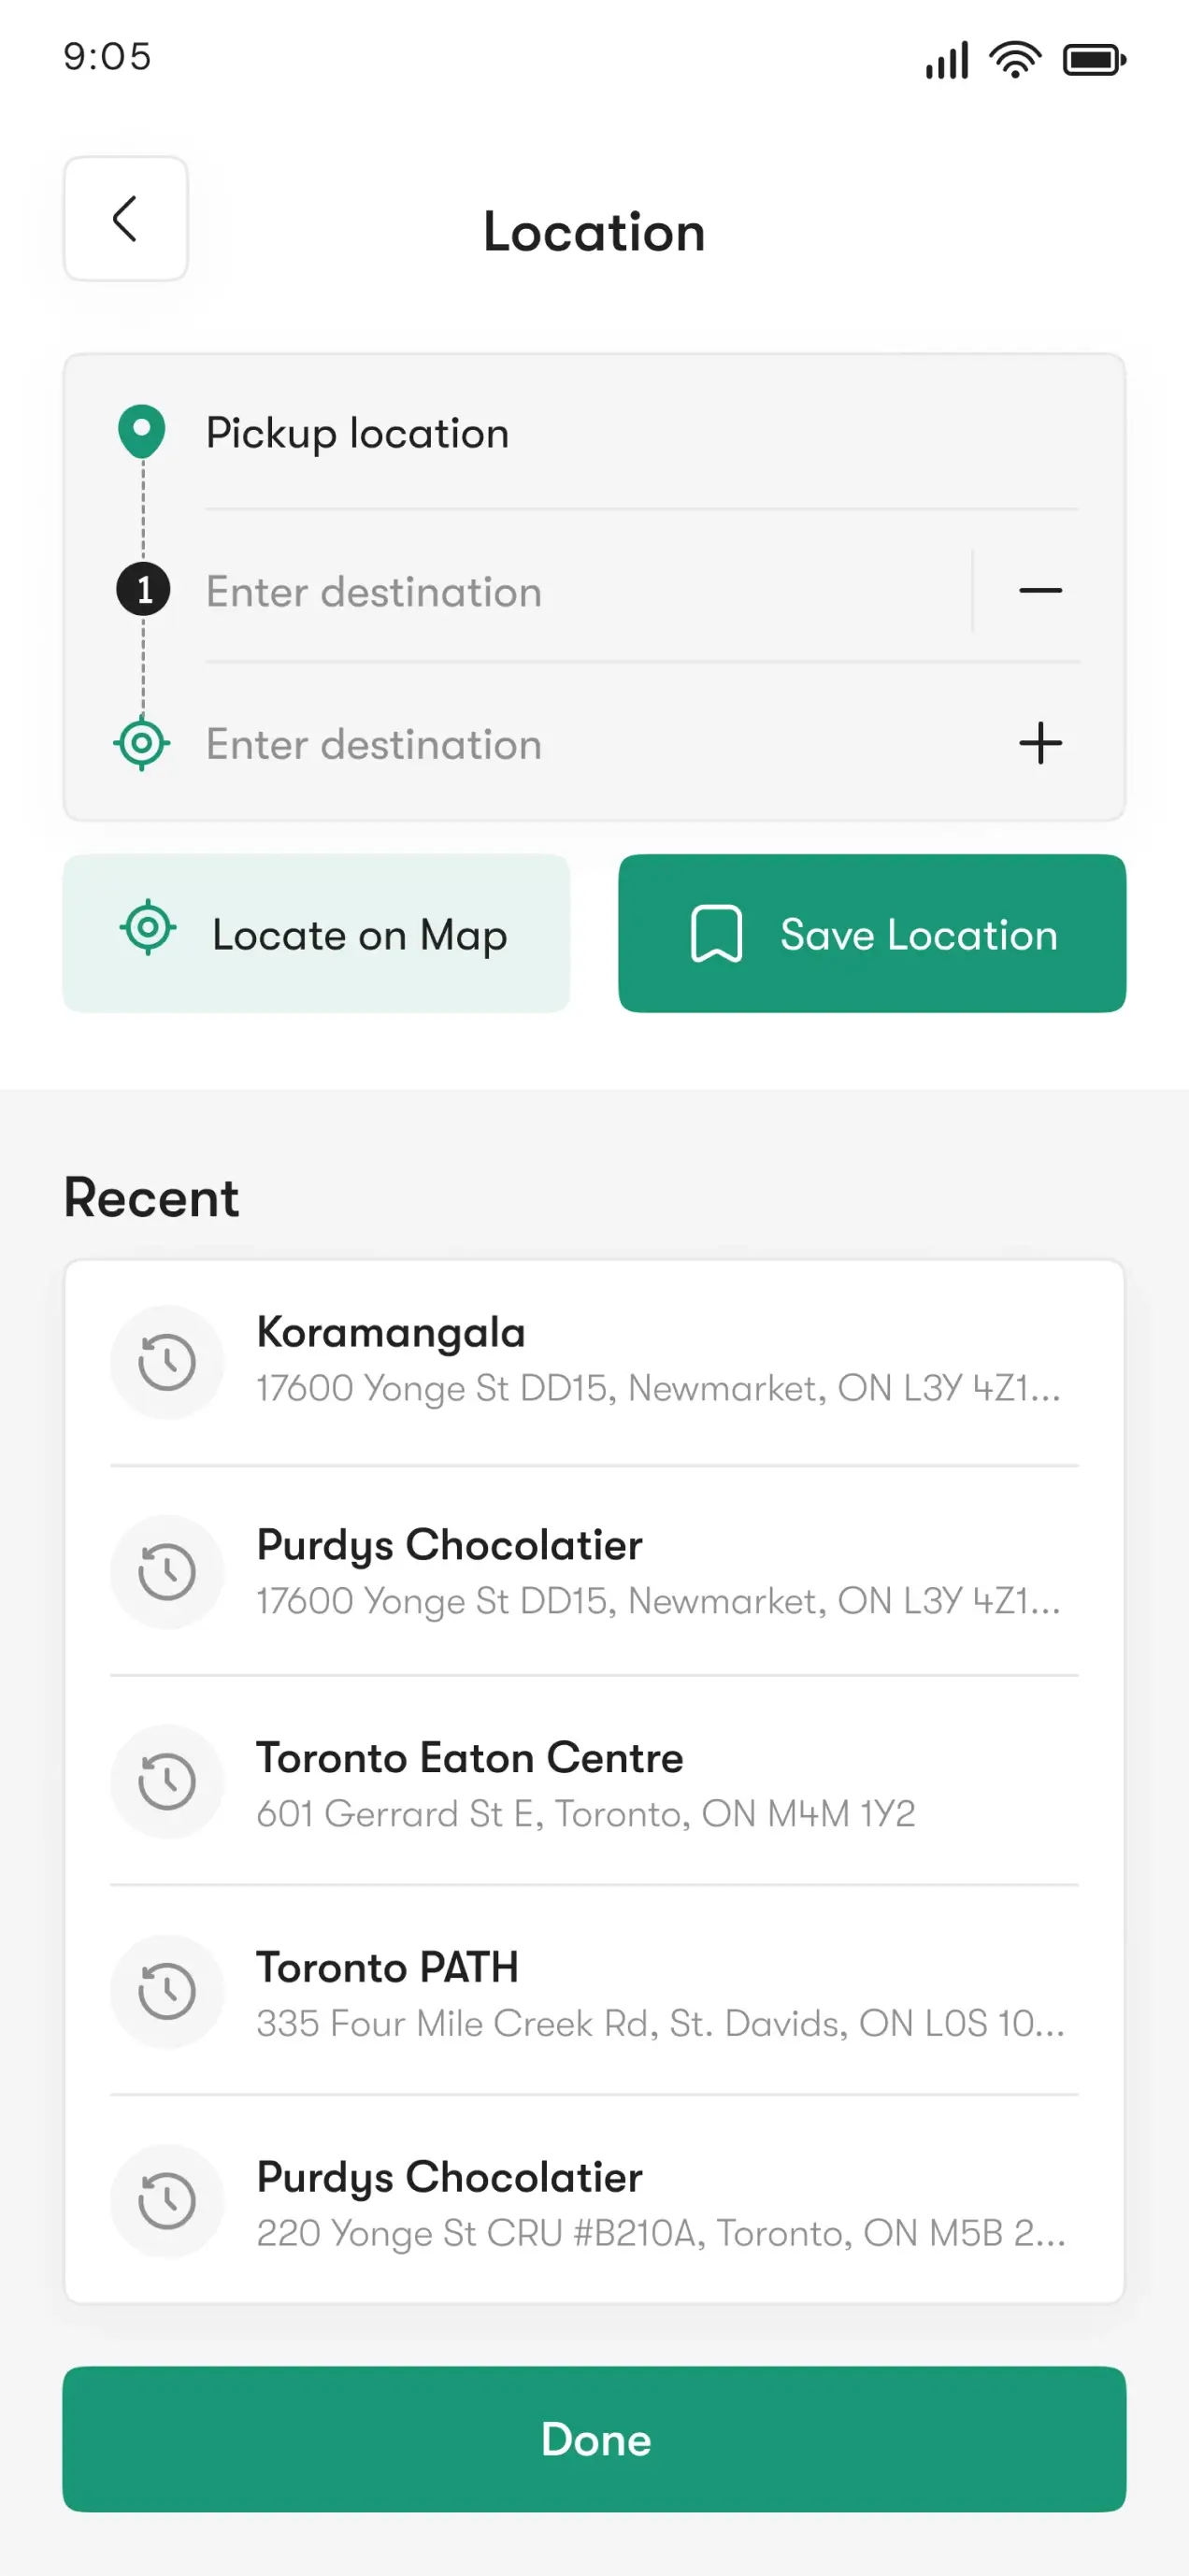 9:05
Location
Pickup location
1
Enter destination
Enter destination
Locate on Map
Save Location
Recent
Koramangala
17600 Yonge St DD15, Newmarket, ON L3Y 4Z1...
Purdys Chocolatier
17600 Yonge St DD15, Newmarket, ON L3Y 4Z1...
Toronto Eaton Centre
601 Gerrard St E, Toronto, ON M4M 1Y2
Toronto PATH
335 Four Mile Creek Rd, St. Davids, ON L0S 10...
Purdys Chocolatier
220 Yonge St CRU #B210A, Toronto, ON M5B 2...
Done